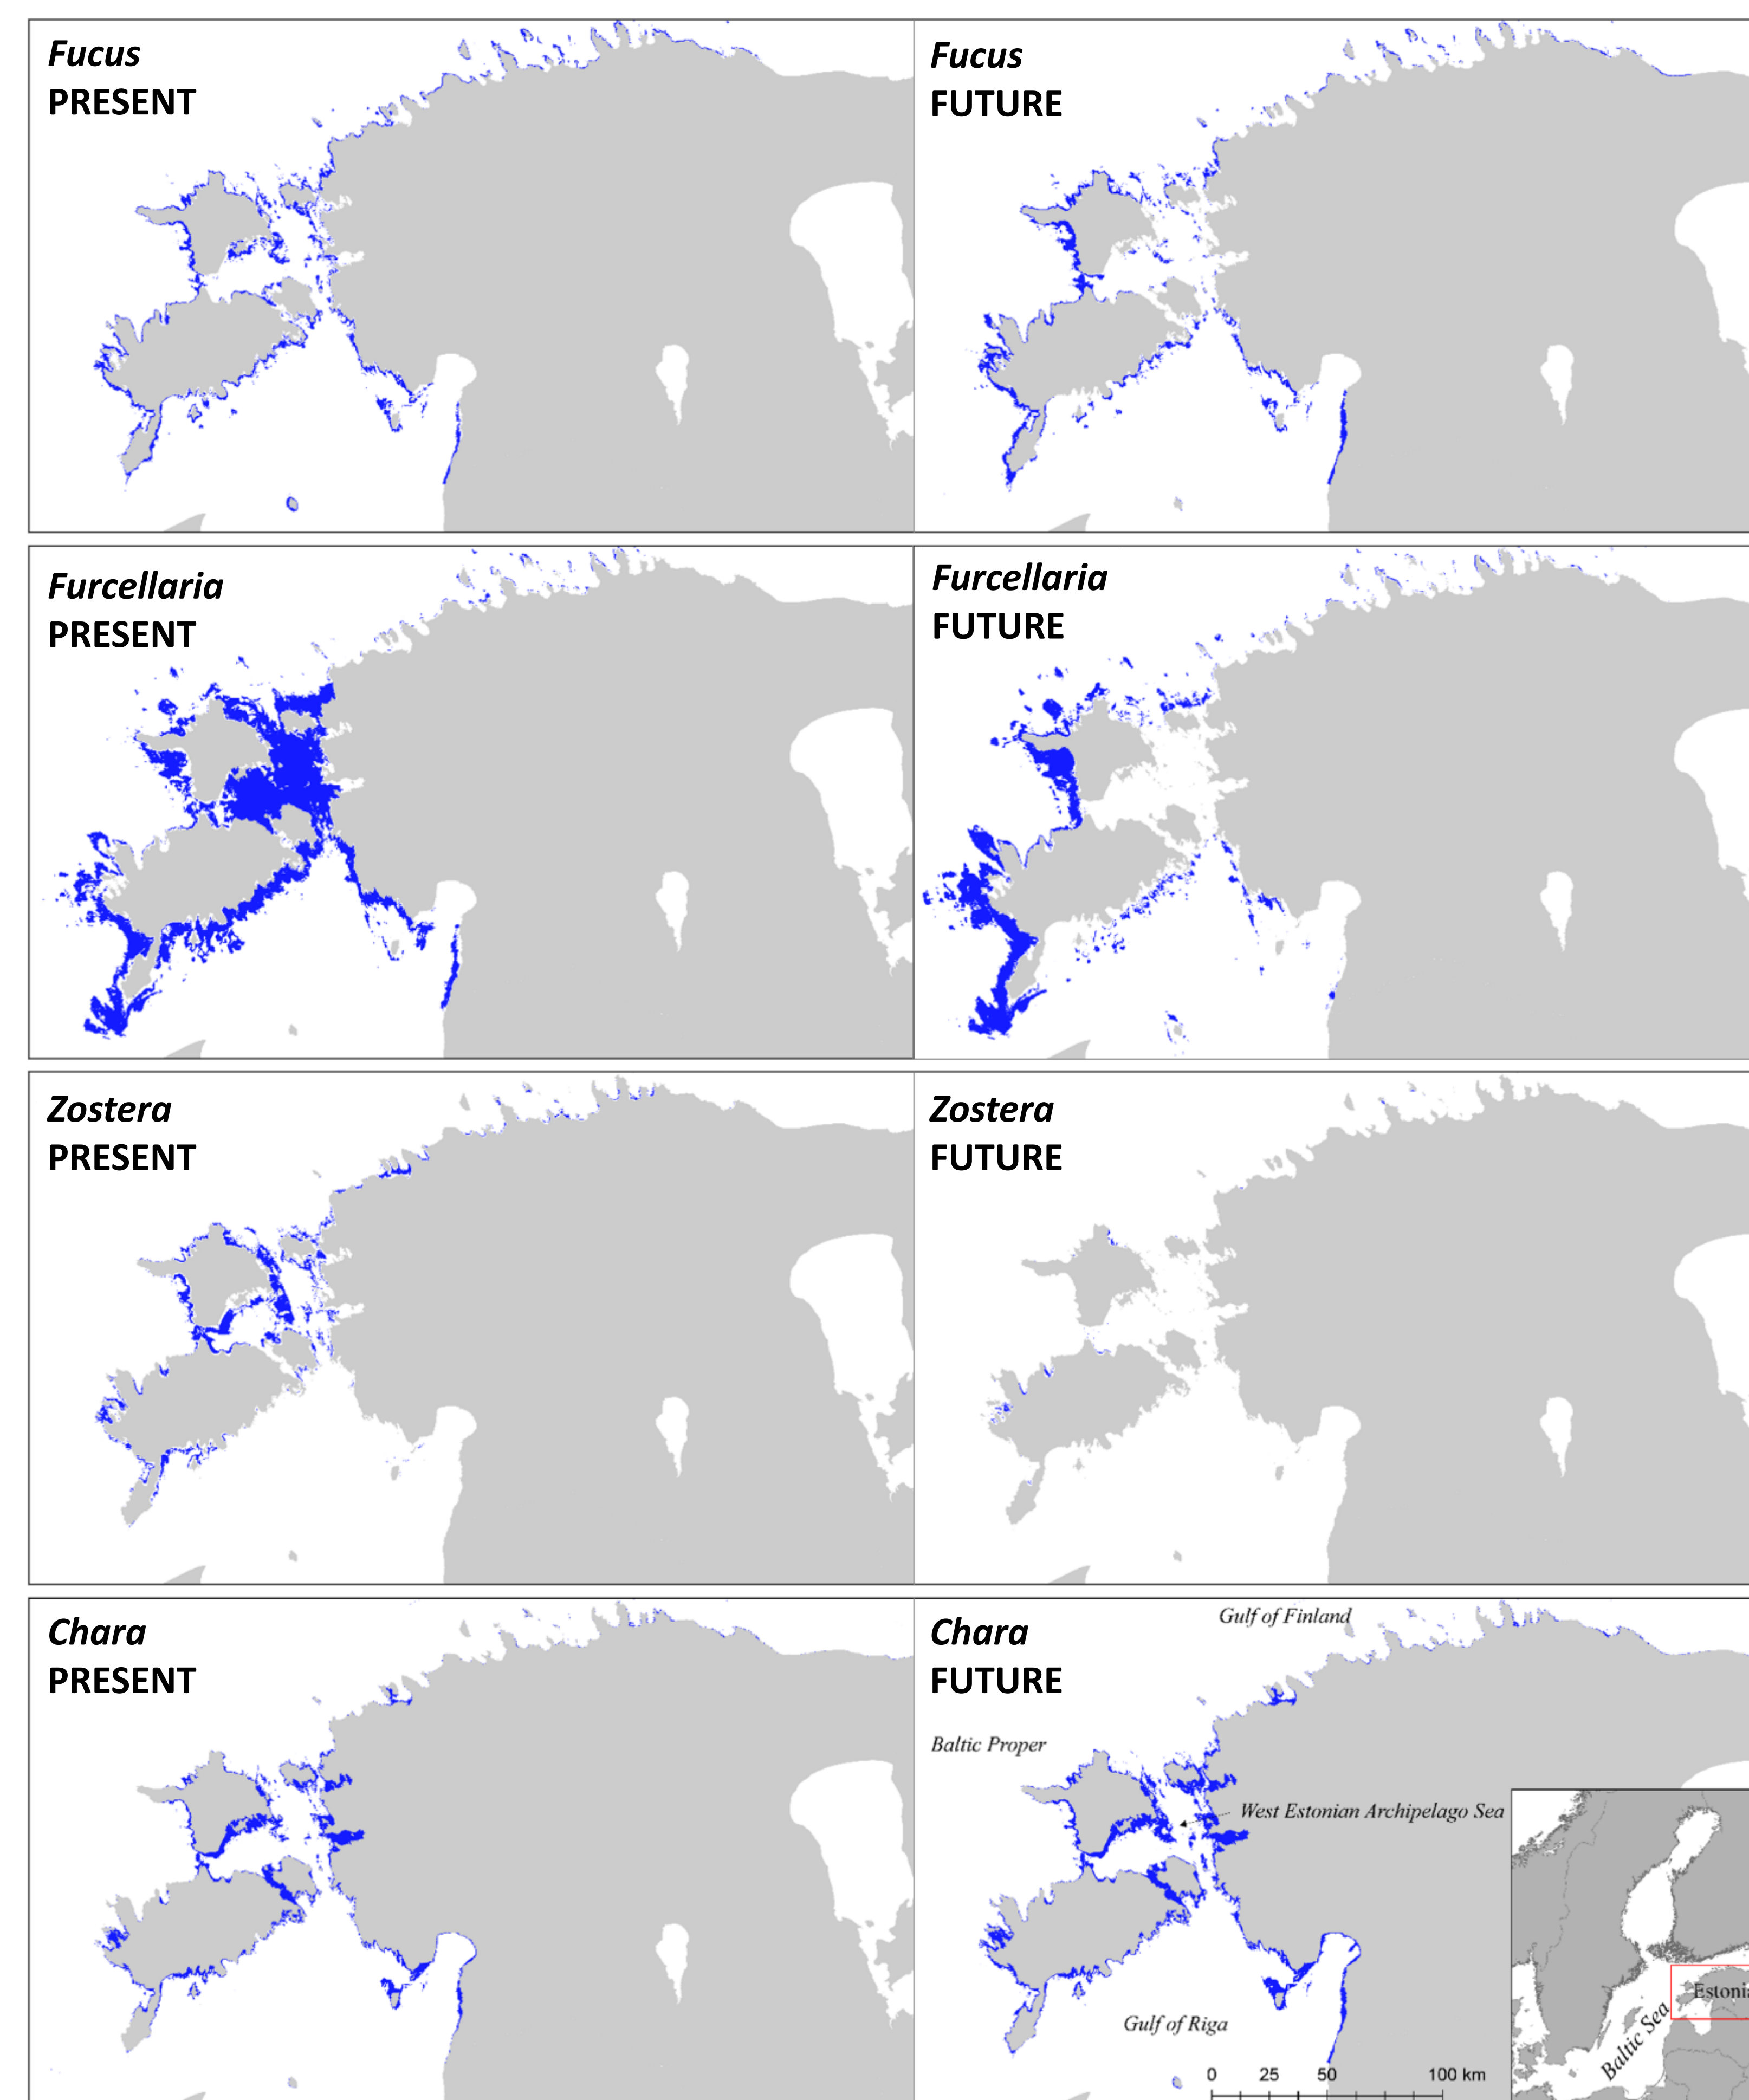 Fucus
PRESENT
Fucus
FUTURE
Furcellaria
PRESENT
Furcellaria
FUTURE
Zostera
PRESENT
Zostera
FUTURE
Chara
PRESENT
Chara
FUTURE
Gulf of Finland
Baltic Proper
West Estonian Archipelago Sea
Estoni
Baltic Sea
Gulf of Riga
0 25 50 100 km